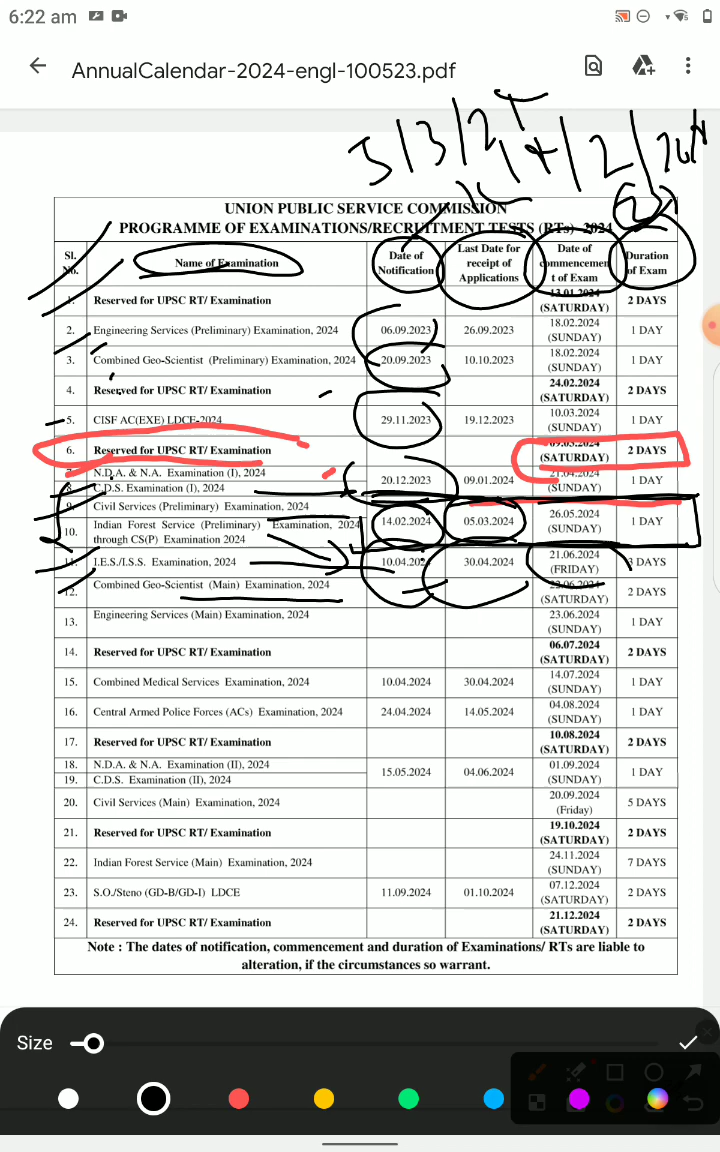 6:22 am
AnnualCalendar-2024-engl-100523.pdf
UNION PUBLIC SERVICE COMMISSION
PROGRAMME OF EXAMINATIONS/RECRUITMENT TESTS (RTs) - 2024
Sl. No. Name of Examination Date of Notification Last Date for receipt of Applications Date of commencement of Exam Duration of Exam
1. Reserved for UPSC RT/ Examination 13.01.2024 (SATURDAY) 2 DAYS
2. Engineering Services (Preliminary) Examination, 2024 06.09.2023 26.09.2023 18.02.2024 (SUNDAY) 1 DAY
3. Combined Geo-Scientist (Preliminary) Examination, 2024 20.09.2023 10.10.2023 18.02.2024 (SUNDAY) 1 DAY
4. Reserved for UPSC RT/ Examination 24.02.2024 (SATURDAY) 2 DAYS
5. CISF AC(EXE) LDCE-2024 29.11.2023 19.12.2023 10.03.2024 (SUNDAY) 1 DAY
6. Reserved for UPSC RT/ Examination 09.03.2024 (SATURDAY) 2 DAYS
7. N.D.A. & N.A. Examination (I), 2024 20.12.2023 09.01.2024 21.04.2024 (SUNDAY) 1 DAY
8. C.D.S. Examination (I), 2024
9. Civil Services (Preliminary) Examination, 2024 14.02.2024 05.03.2024 26.05.2024 (SUNDAY) 1 DAY
10. Indian Forest Service (Preliminary) Examination, 2024 through CS(P) Examination 2024
11. I.E.S./I.S.S. Examination, 2024 10.04.2024 30.04.2024 21.06.2024 (FRIDAY) DAYS
12. Combined Geo-Scientist (Main) Examination, 2024 (SATURDAY) 2 DAYS
13. Engineering Services (Main) Examination, 2024 23.06.2024 (SUNDAY) 1 DAY
14. Reserved for UPSC RT/ Examination 06.07.2024 (SATURDAY) 2 DAYS
15. Combined Medical Services Examination, 2024 10.04.2024 30.04.2024 14.07.2024 (SUNDAY) 1 DAY
16. Central Armed Police Forces (ACs) Examination, 2024 24.04.2024 14.05.2024 04.08.2024 (SUNDAY) 1 DAY
17. Reserved for UPSC RT/ Examination 10.08.2024 (SATURDAY) 2 DAYS
18. N.D.A. & N.A. Examination (II), 2024 15.05.2024 04.06.2024 01.09.2024 (SUNDAY) 1 DAY
19. C.D.S. Examination (II), 2024
20. Civil Services (Main) Examination, 2024 20.09.2024 (Friday) 5 DAYS
21. Reserved for UPSC RT/ Examination 19.10.2024 (SATURDAY) 2 DAYS
22. Indian Forest Service (Main) Examination, 2024 24.11.2024 (SUNDAY) 7 DAYS
23. S.O./Steno (GD-B/GD-I) LDCE 11.09.2024 01.10.2024 07.12.2024 (SATURDAY) 2 DAYS
24. Reserved for UPSC RT/ Examination 21.12.2024 (SATURDAY) 2 DAYS
Note : The dates of notification, commencement and duration of Examinations/ RTs are liable to
alteration, if the circumstances so warrant.
Size